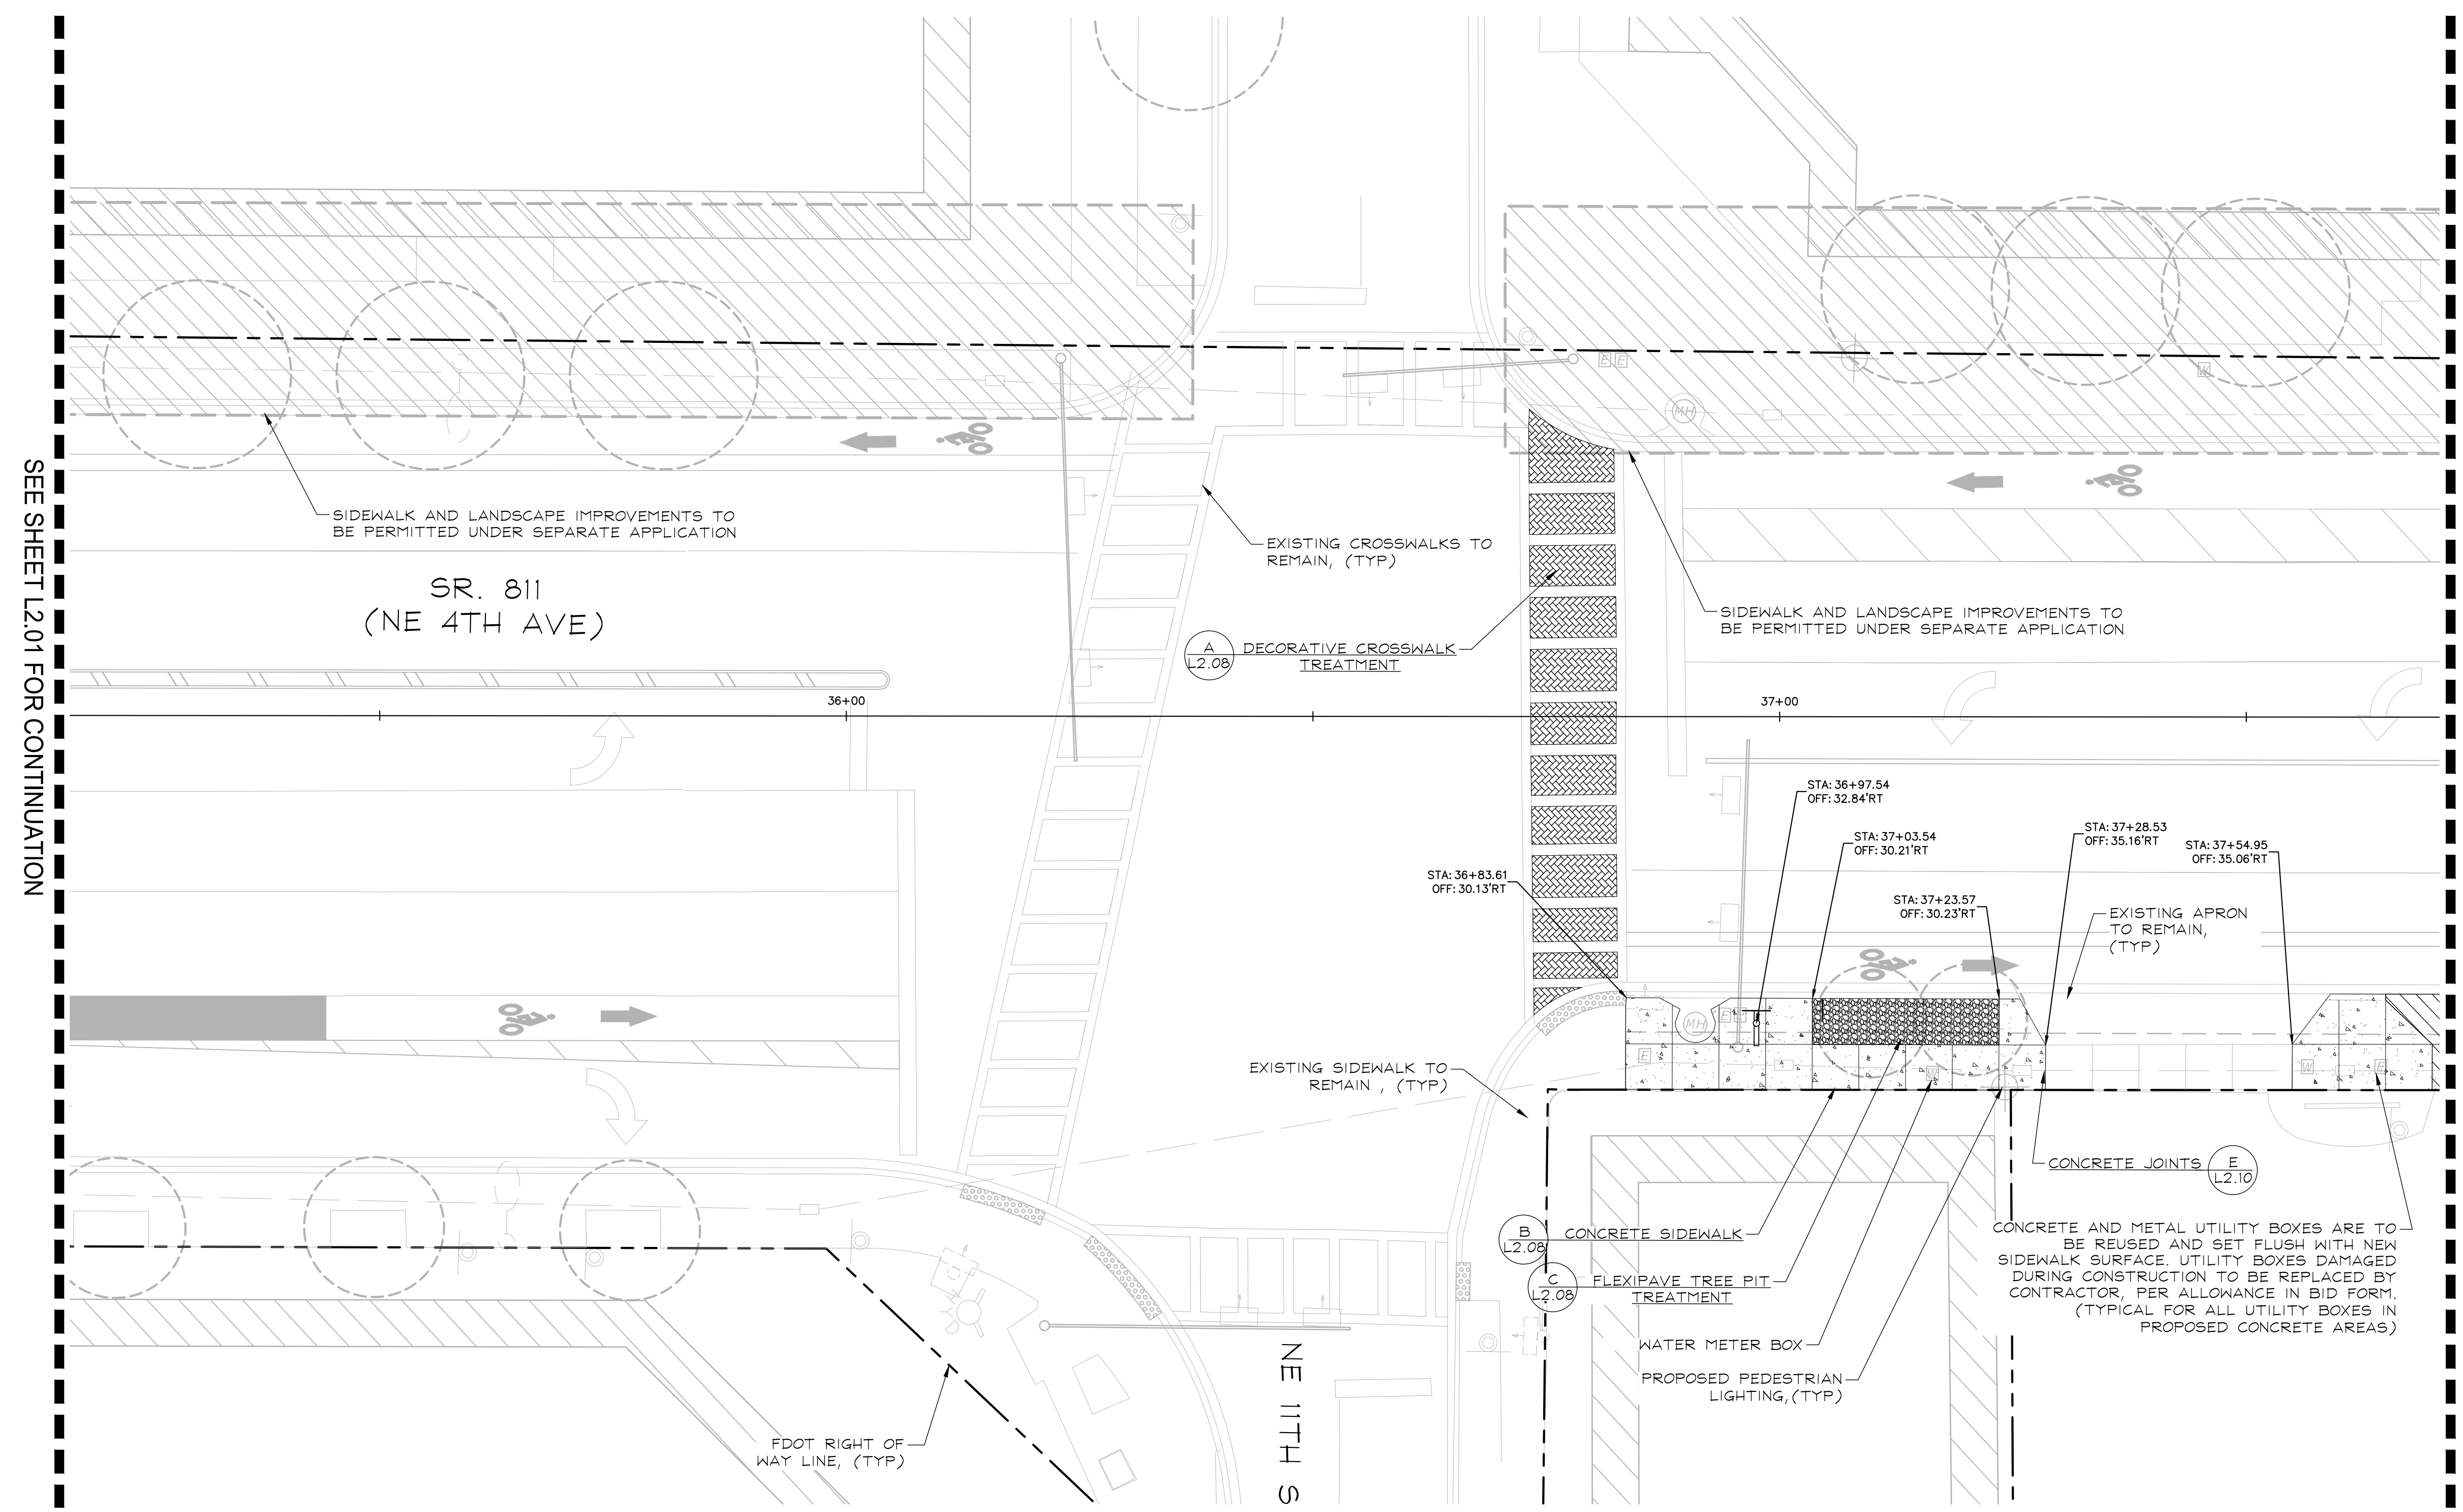 SEE SHEET L2.01 FOR CONTINUATION
SIDEWALK AND LANDSCAPE IMPROVEMENTS TO
BE PERMITTED UNDER SEPARATE APPLICATION
SR. 811
(NE 4TH AVE)
EXISTING CROSSWALKS TO
REMAIN, (TYP)
A
L2.08
DECORATIVE CROSSWALK
TREATMENT
E E
MH
W
SIDEWALK AND LANDSCAPE IMPROVEMENTS TO
BE PERMITTED UNDER SEPARATE APPLICATION
36+00
37+00
STA: 36+97.54
OFF: 32.84'RT
STA: 37+03.54
OFF: 30.21'RT
STA: 37+28.53
OFF: 35.16'RT
STA: 37+54.95
OFF: 35.06'RT
STA: 36+83.61
OFF: 30.13'RT
STA: 37+23.57
OFF: 30.23'RT
EXISTING APRON
TO REMAIN,
(TYP)
MH
E E
E
W
W
E
EXISTING SIDEWALK TO
REMAIN , (TYP)
CONCRETE JOINTS
E
L2.10
B
L2.08
CONCRETE SIDEWALK
C
L2.08
FLEXIPAVE TREE PIT
TREATMENT
WATER METER BOX
PROPOSED PEDESTRIAN
LIGHTING,(TYP)
CONCRETE AND METAL UTILITY BOXES ARE TO
BE REUSED AND SET FLUSH WITH NEW
SIDEWALK SURFACE. UTILITY BOXES DAMAGED
DURING CONSTRUCTION TO BE REPLACED BY
CONTRACTOR, PER ALLOWANCE IN BID FORM.
(TYPICAL FOR ALL UTILITY BOXES IN
PROPOSED CONCRETE AREAS)
FDOT RIGHT OF
WAY LINE, (TYP)
NE 11TH S